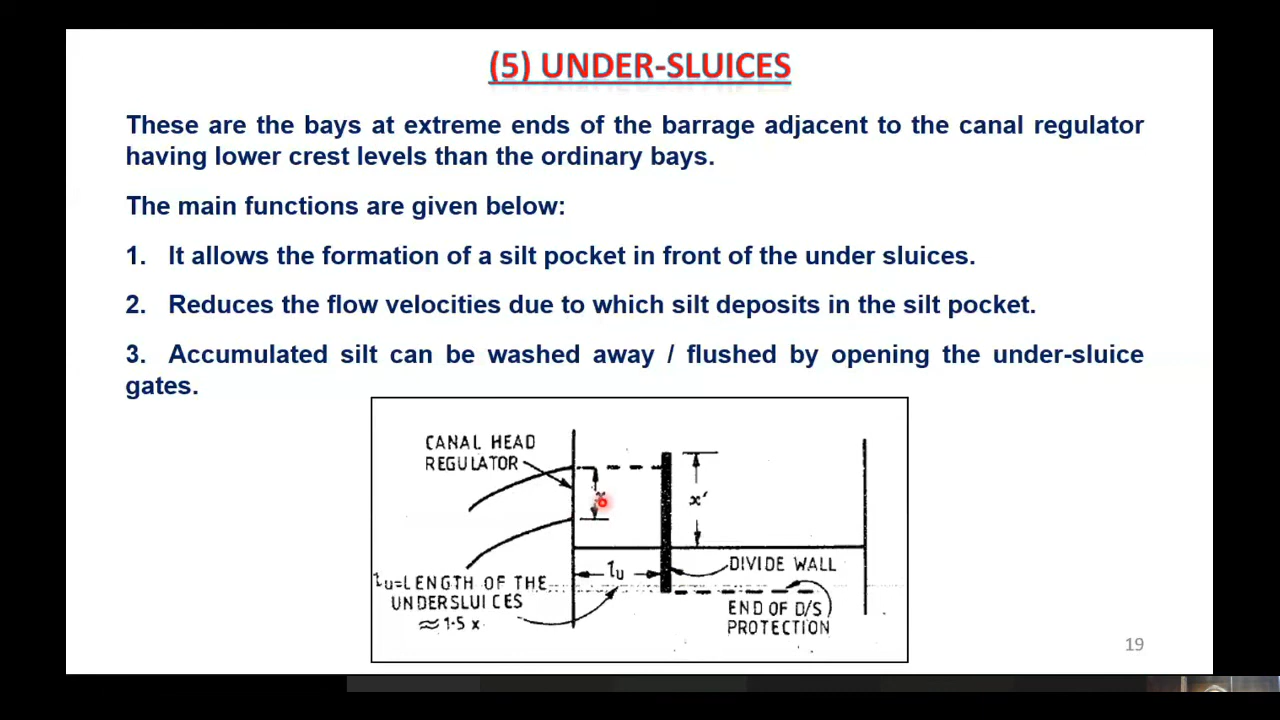 (5) UNDER-SLUICES
These are the bays at extreme ends of the barrage adjacent to the canal regulator
having lower crest levels than the ordinary bays.
The main functions are given below:
1. It allows the formation of a silt pocket in front of the under sluices.
2. Reduces the flow velocities due to which silt deposits in the silt pocket.
3. Accumulated silt can be washed away / flushed by opening the under-sluice
gates.
CANAL HEAD
REGULATOR
x'
lu
DIVIDE WALL
lu=LENGTH OF THE
UNDERSLUICES
≈ 1·5 x
END OF D/S
PROTECTION
19